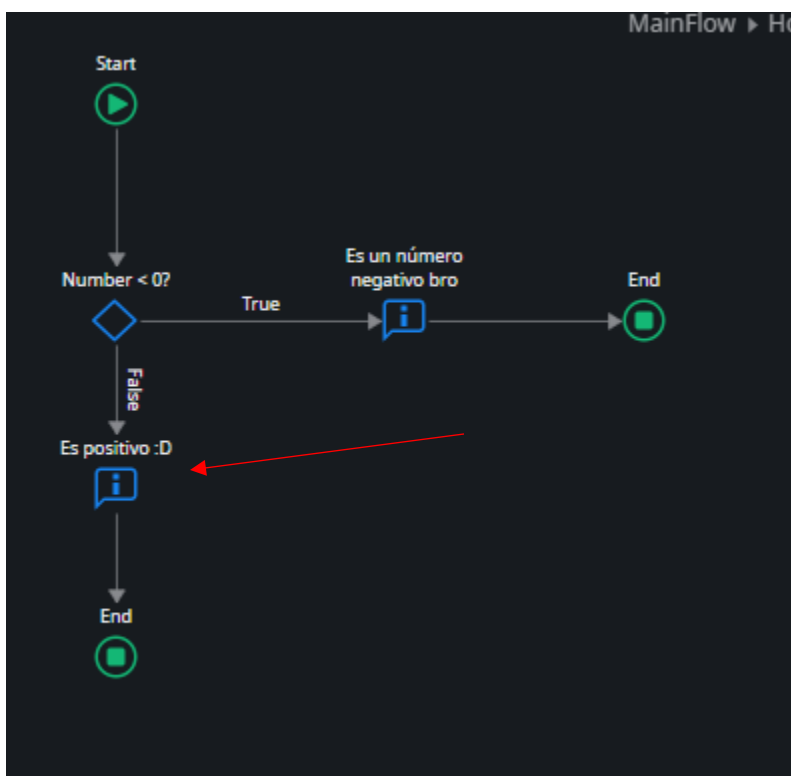 MainFlow ▸ Ho
Start
Number < 0?
True
Es un número
negativo bro
End
False
Es positivo :D
End